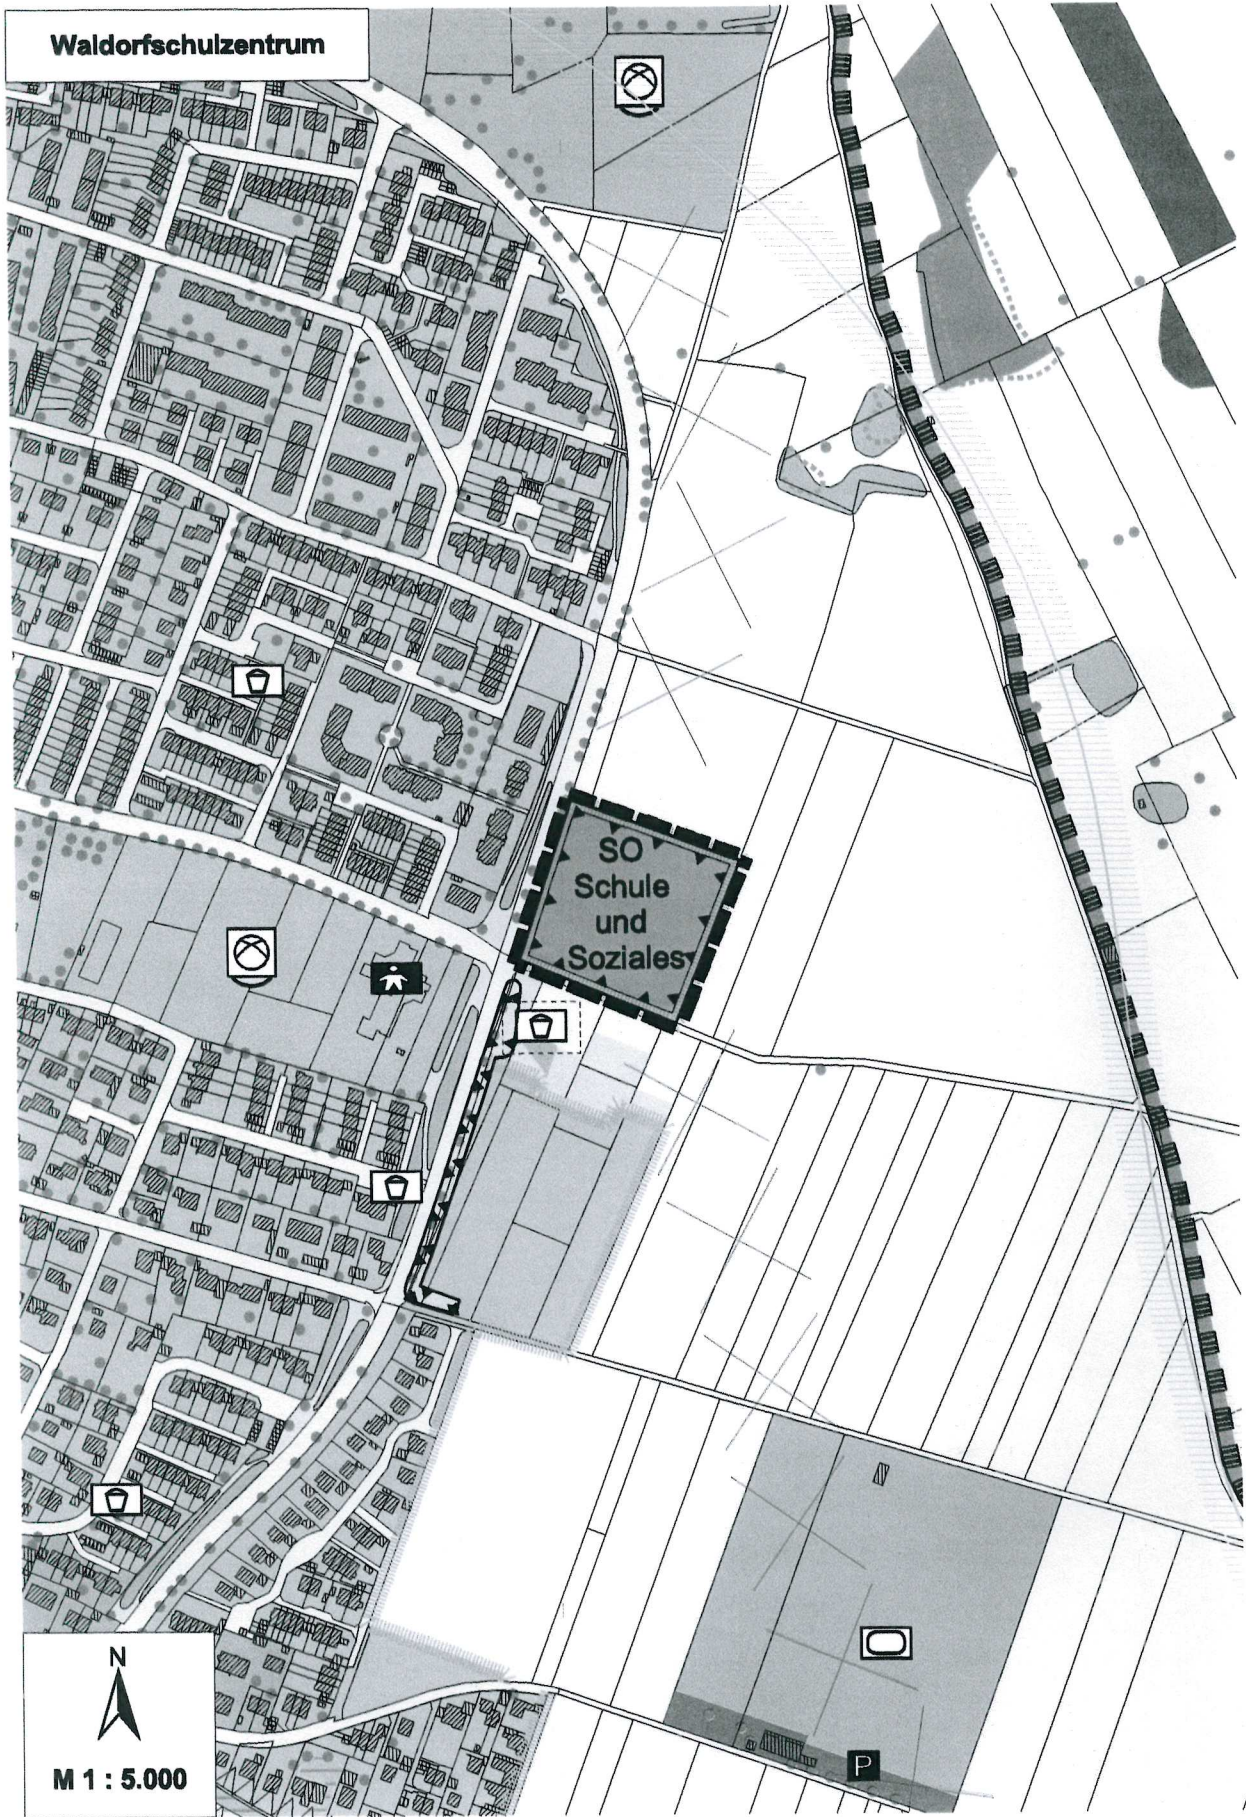 Waldorfschulzentrum
SO
Schule
und
Soziales
N
M 1 : 5.000
P